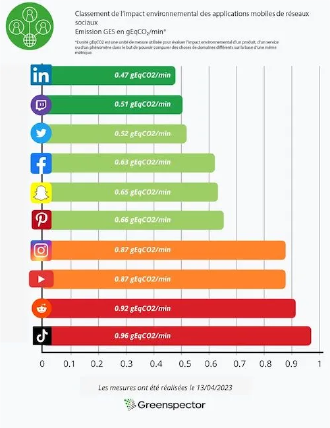 Classement de l'impact environnemental des applications mobiles de réseaux
sociaux
Emission GES en gEqCO₂/min*
0.47 gEqCO2/min
0.51 gEqCO2/min
0.52 gEqCO2/min
0.63 gEqCO2/min
0.65 gEqCO2/min
0.66 gEqCO2/min
0.87 gEqCO2/min
0.87 gEqCO2/min
0.92 gEqCO2/min
0.96 gEqCO2/min
0 0.1 0.2 0.3 0.4 0.5 0.6 0.7 0.8 0.9 1
Les mesures ont été réalisées le 13/04/2023
Greenspector